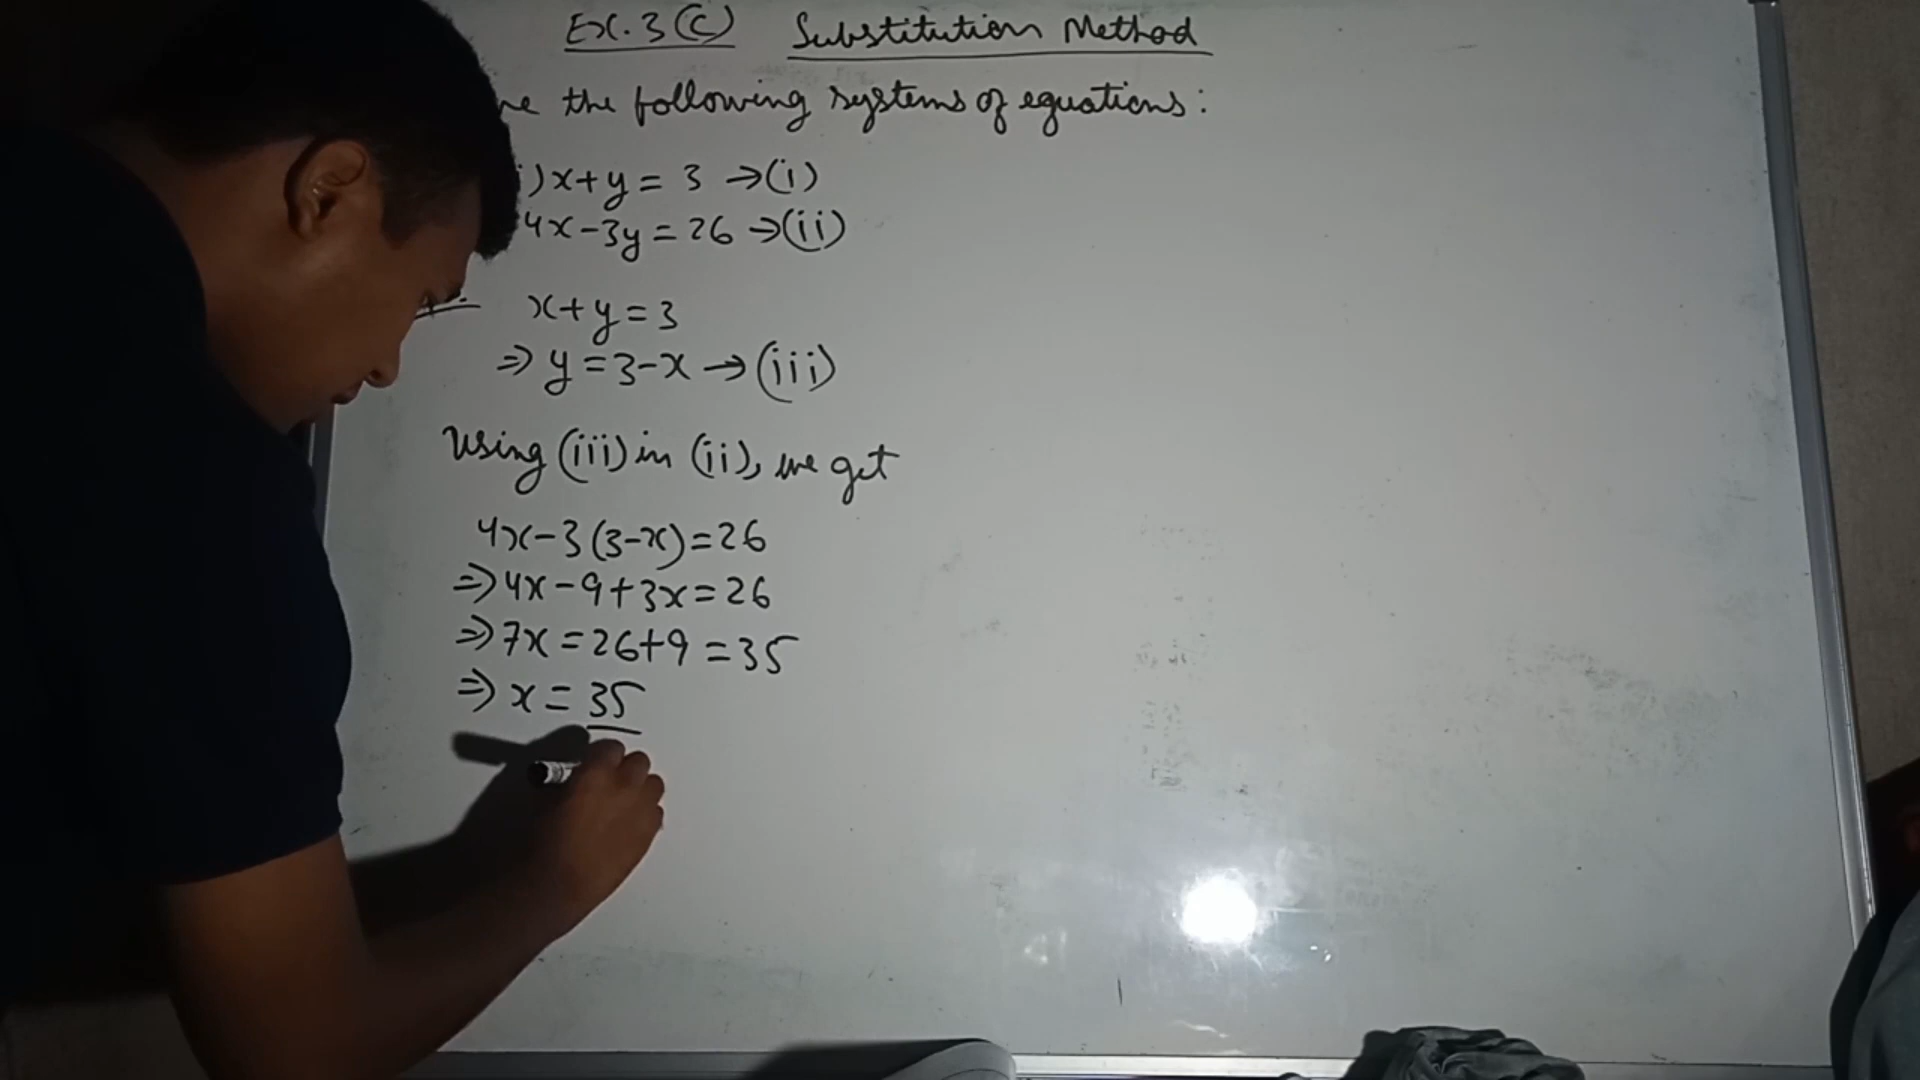 Ex. 3(C) Substitution Method
the following systems of equations:
x+y = 3 →(i)
4x-3y = 26 →(ii)
x+y=3
⇒ y=3-x →(iii)
Using (iii) in (ii), we get
4x-3(3-x)=26
⇒ 4x-9+3x=26
⇒ 7x=26+9=35
⇒ x=35